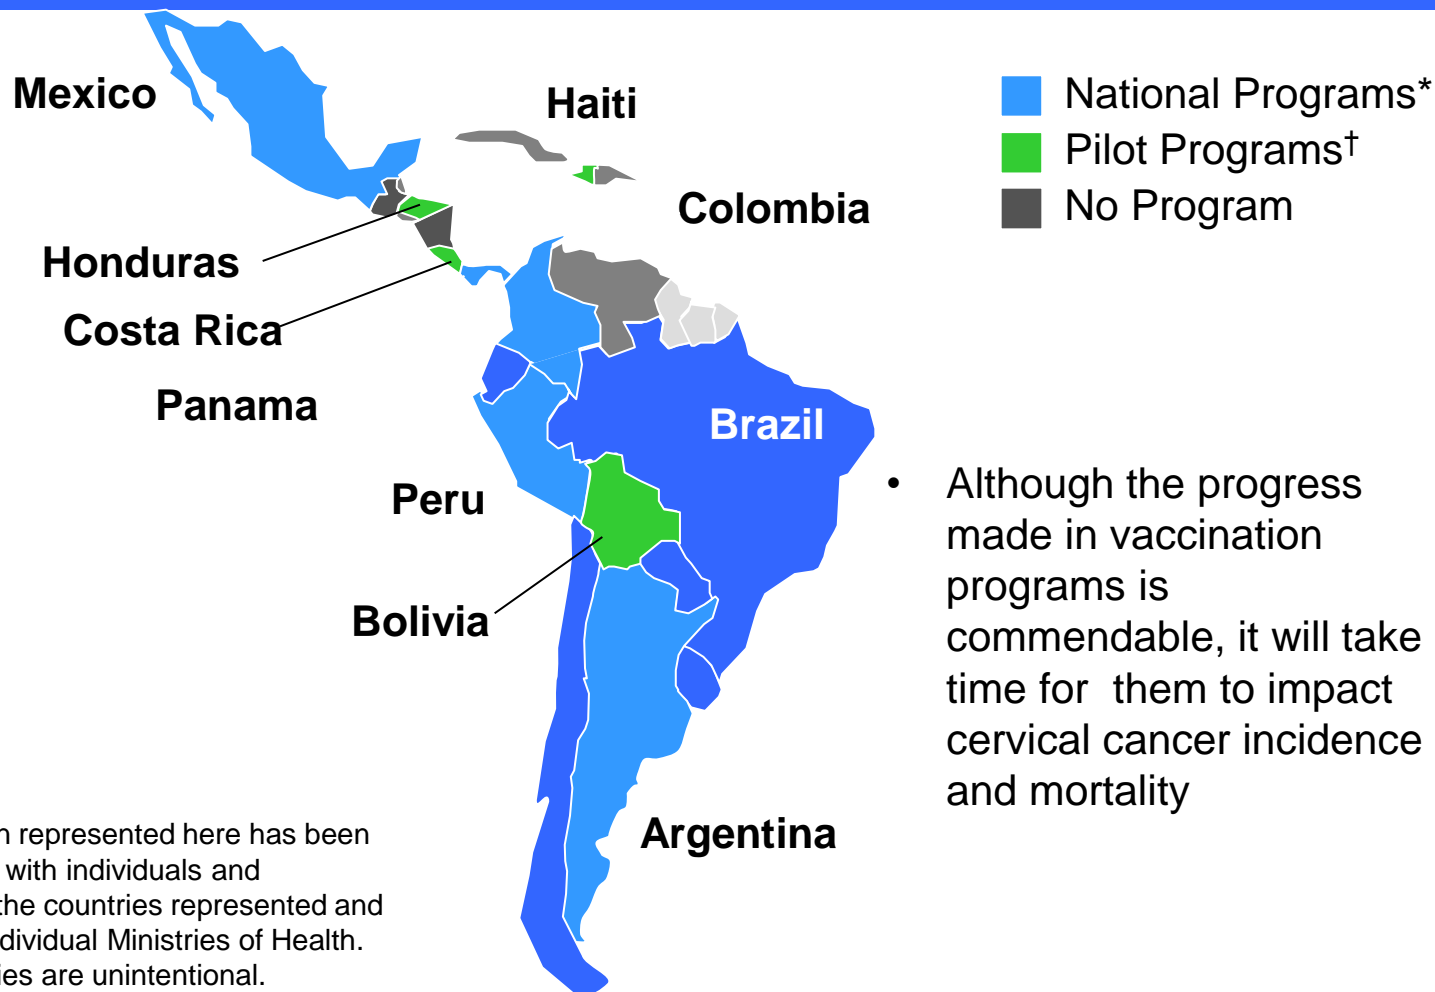 Mexico
Haiti
National Programs*
Pilot Programs†
No Program
Colombia
Honduras
Costa Rica
Panama
Brazil
Peru
Bolivia
Argentina
• Although the progress
made in vaccination
programs is
commendable, it will take
time for them to impact
cervical cancer incidence
and mortality
represented here has been
with individuals and
the countries represented and
Ministries of Health.
are unintentional.